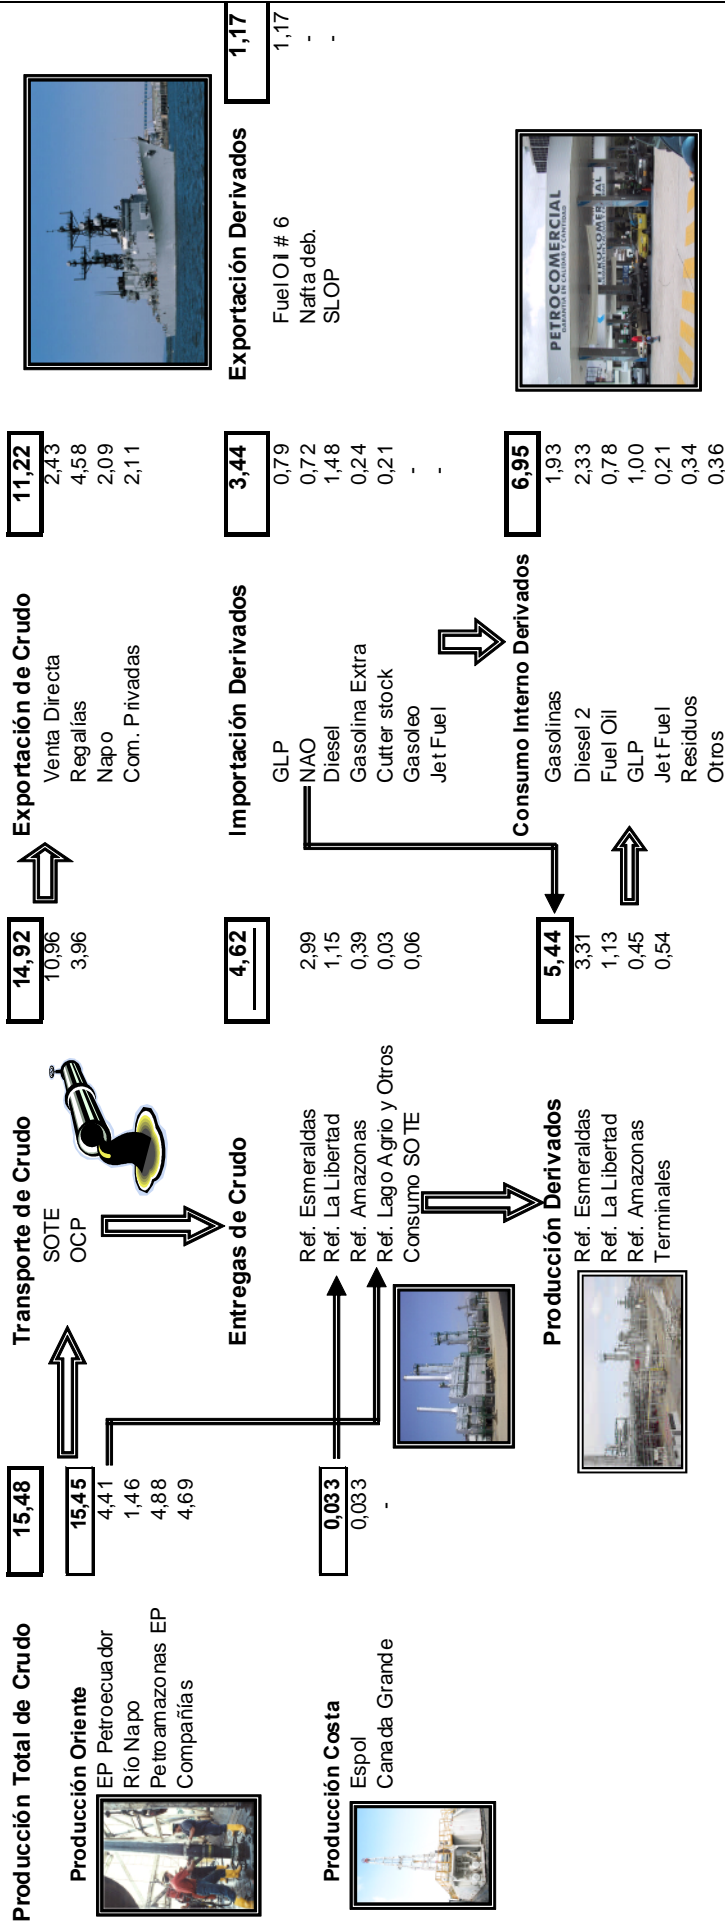 Producción Total de Crudo 15,48
Producción Oriente 15,45
EP Petroecuador 4,41
Río Napo 1,46
Petroamazonas EP 4,88
Compañías 4,69
Producción Costa 0,033
Espol 0,033
Canada Grande -
Transporte de Crudo 14,92
SOTE 10,96
OCP 3,96
Entregas de Crudo 4,62
Ref. Esmeraldas 2,99
Ref. La Libertad 1,15
Ref. Amazonas 0,39
Ref. Lago Agrio y Otros 0,03
Consumo SOTE 0,06
Producción Derivados 5,44
Ref. Esmeraldas 3,31
Ref. La Libertad 1,13
Ref. Amazonas 0,45
Terminales 0,54
Exportación de Crudo 11,22
Venta Directa 2,43
Regalías 4,58
Napo 2,09
Com. Privadas 2,11
Importación Derivados 3,44
GLP 0,79
NAO 0,72
Diesel 1,48
Gasolina Extra 0,24
Cutter stock 0,21
Gasoleo -
Jet Fuel -
Consumo Interno Derivados 6,95
Gasolinas 1,93
Diesel 2 2,33
Fuel Oil 0,78
GLP 1,00
Jet Fuel 0,21
Residuos 0,34
Otros 0,36
Exportación Derivados 1,17
Fuel Oil # 6 1,17
Nafta deb. -
SLOP -
PETROCOMERCIAL
GARANTIA EN CALIDAD Y CANTIDAD
PETROCOMERCIAL